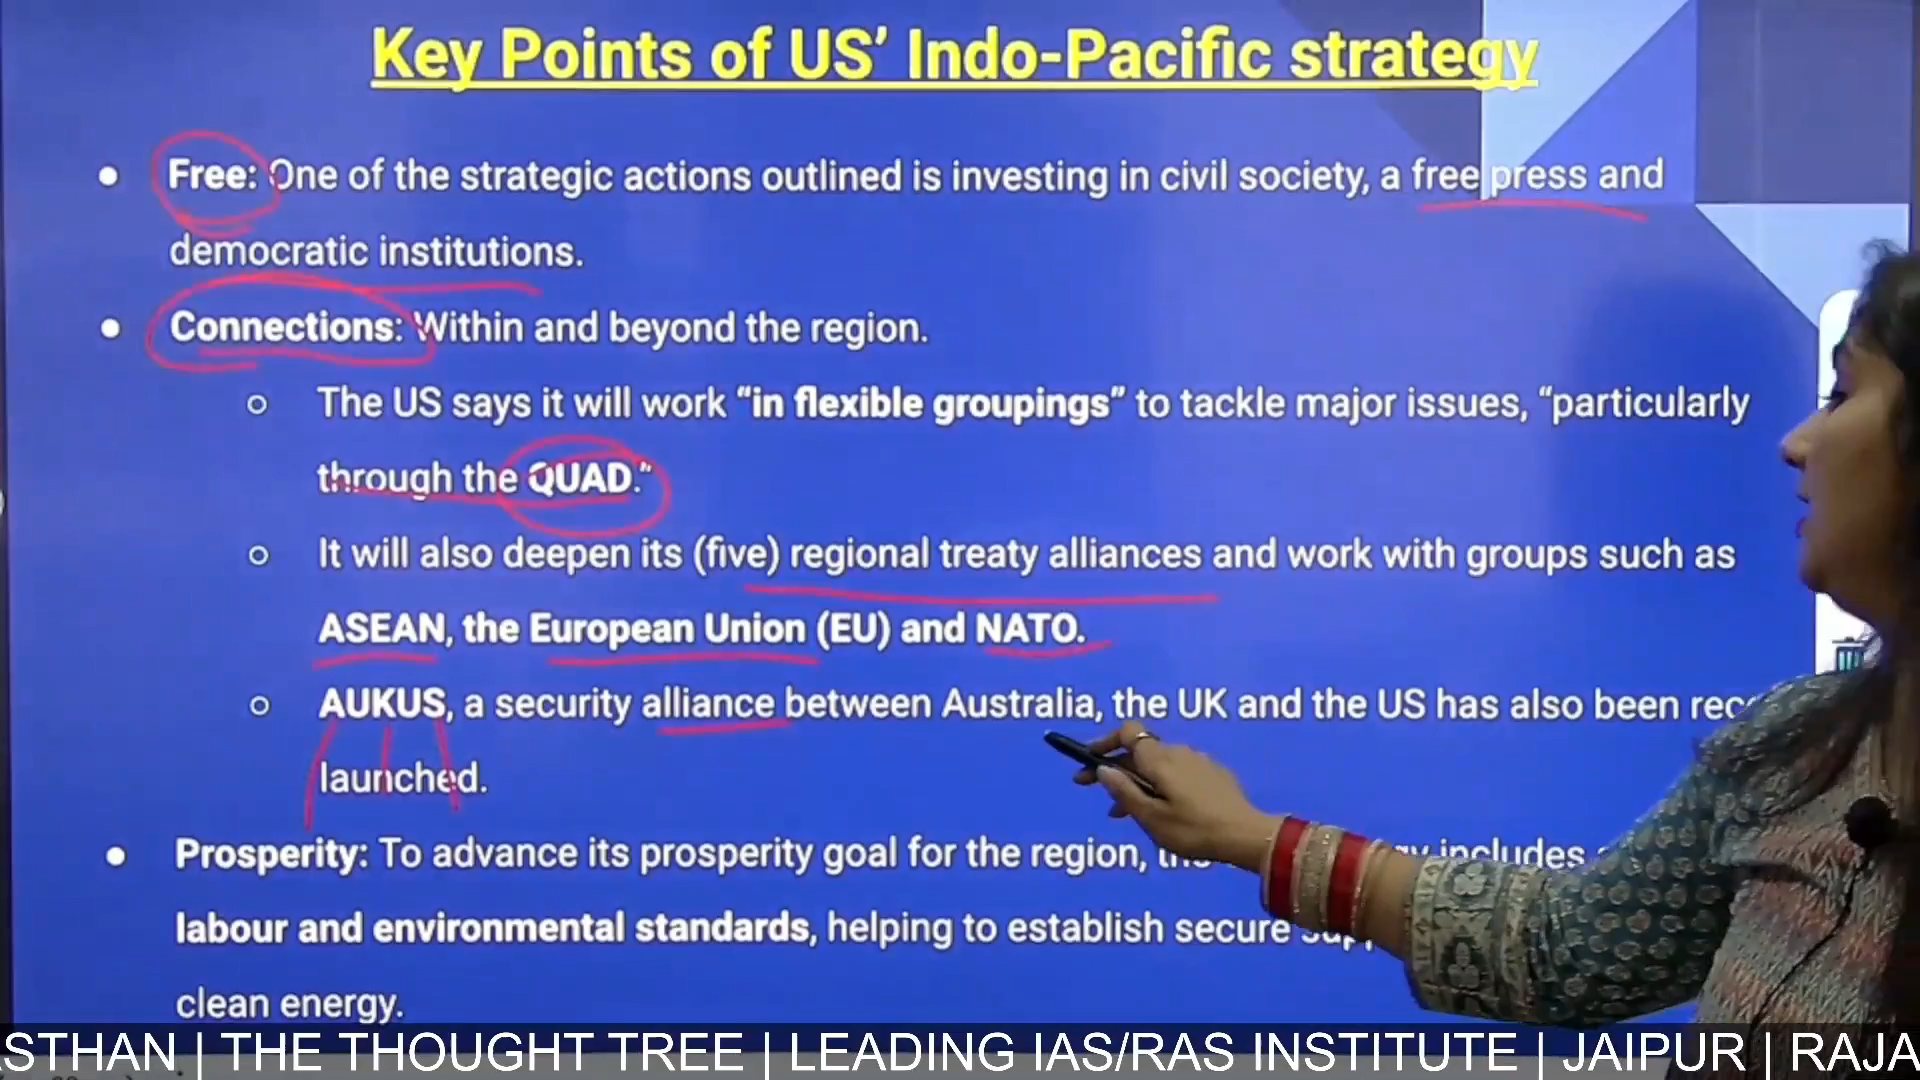 Key Points of US’ Indo-Pacific strategy
● Free: One of the strategic actions outlined is investing in civil society, a free press and
democratic institutions.
● Connections: Within and beyond the region.
○ The US says it will work “in flexible groupings” to tackle major issues, “particularly
through the QUAD.”
○ It will also deepen its (five) regional treaty alliances and work with groups such as
ASEAN, the European Union (EU) and NATO.
○ AUKUS, a security alliance between Australia, the UK and the US has also been
launched.
● Prosperity: To advance its prosperity goal for the region, includes
labour and environmental standards, helping to establish secure
clean energy.
THE THOUGHT TREE | LEADING IAS/RAS INSTITUTE | JAIPUR |